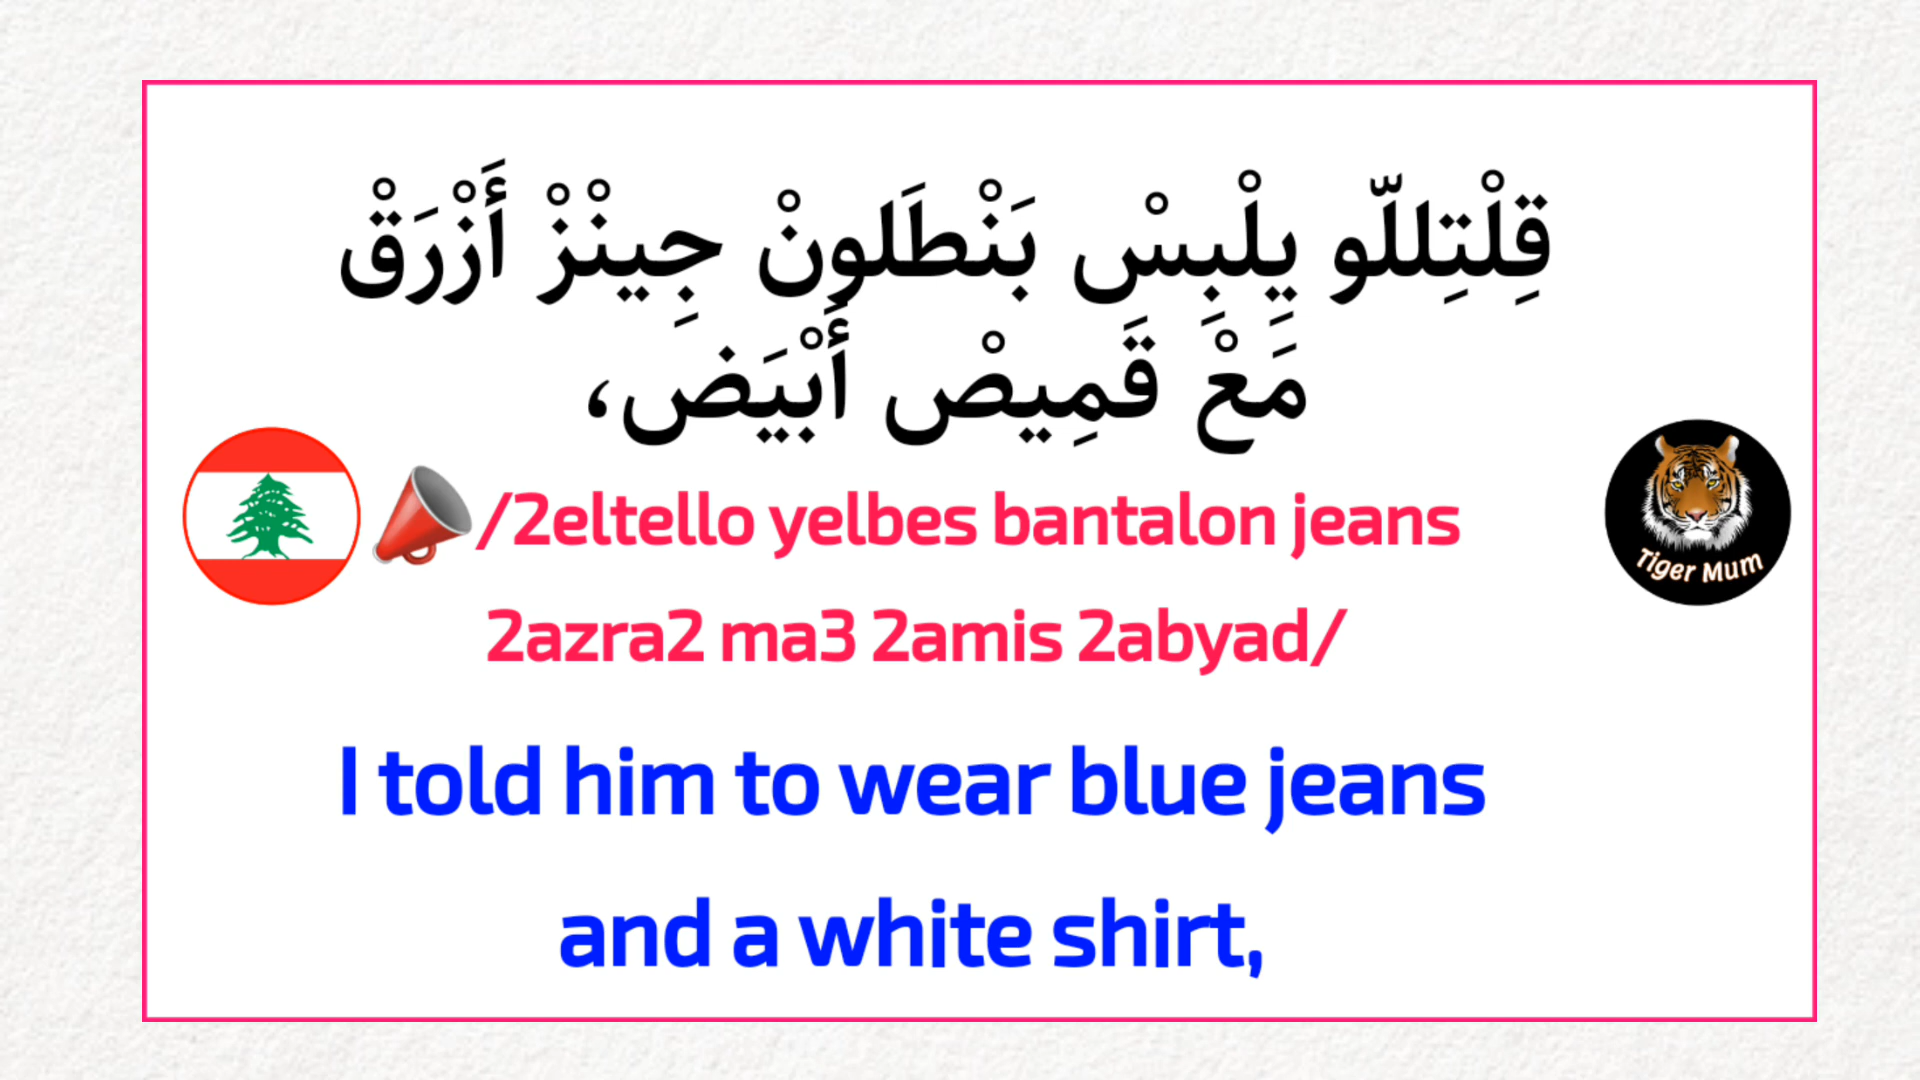 قِلْتِللّو يِلْبِسْ بَنْطَلونْ جِينْزْ أَزْرَقْ
مَعْ قَمِيصْ أَبْيَض،
/2eltello yelbes bantalon jeans
2azra2 ma3 2amis 2abyad/
Tiger Mum
I told him to wear blue jeans
and a white shirt,